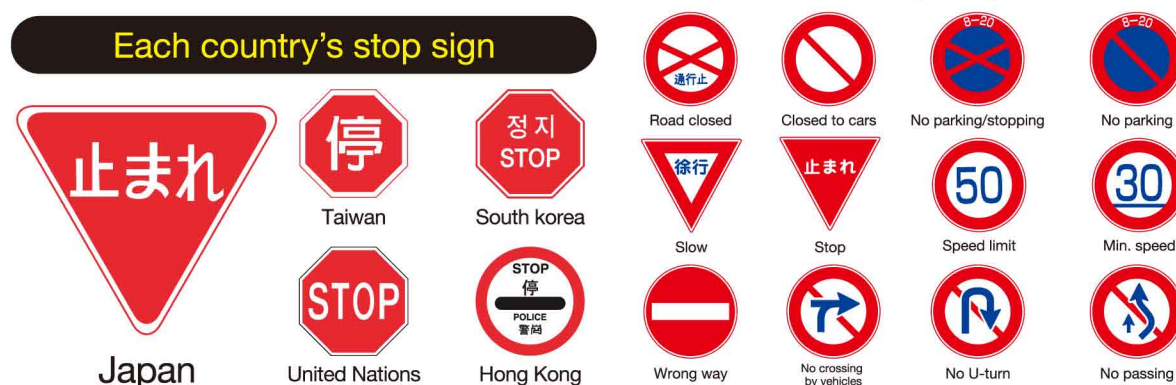 Each country's stop sign
止まれ
Japan
停
Taiwan
정지
STOP
South korea
STOP
United Nations
STOP
停
POLICE
警崗
Hong Kong
通行止
Road closed
Closed to cars
8-20
No parking/stopping
8-20
No parking
徐行
Slow
止まれ
Stop
50
Speed limit
30
Min. speed
Wrong way
No crossing
by vehicles
No U-turn
No passing